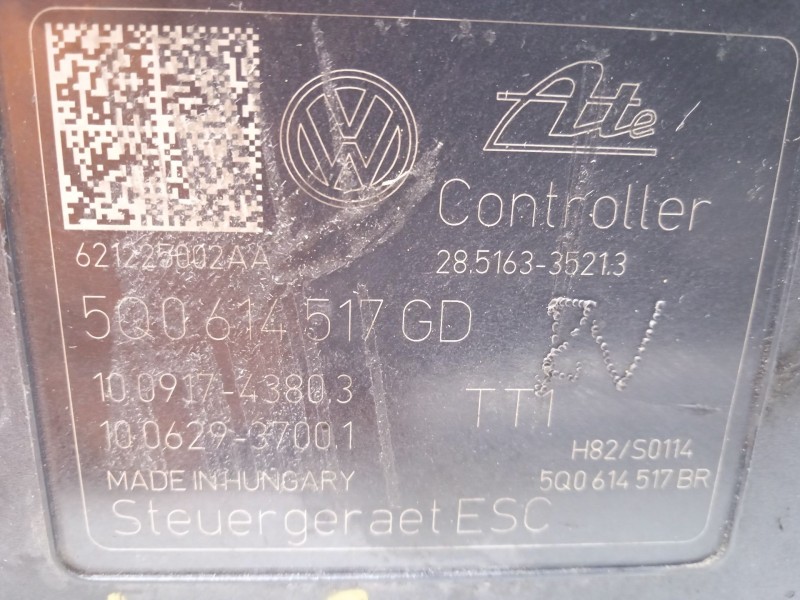 Ate
Controller
621225002AA
28.5163-3521.3
5Q0 614 517 GD
10.0917-4380.3
TT1
10.0629-3700.1
H82/S0114
MADE IN HUNGARY
5Q0 614 517 BR
Steuergeraet ESC